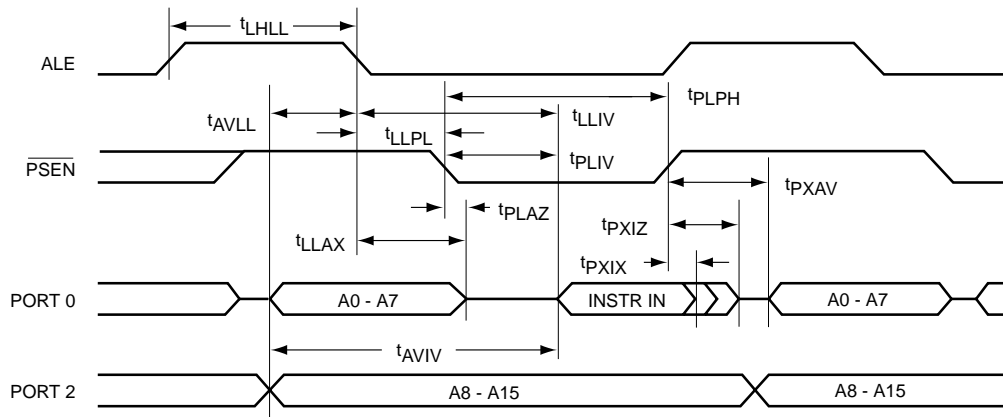 tLHLL
ALE
tPLPH
tAVLL
tLLIV
tLLPL
PSEN
tPLIV
tPXAV
tPLAZ
tPXIZ
tLLAX
tPXIX
PORT 0
A0 - A7
INSTR IN
A0 - A7
tAVIV
PORT 2
A8 - A15
A8 - A15